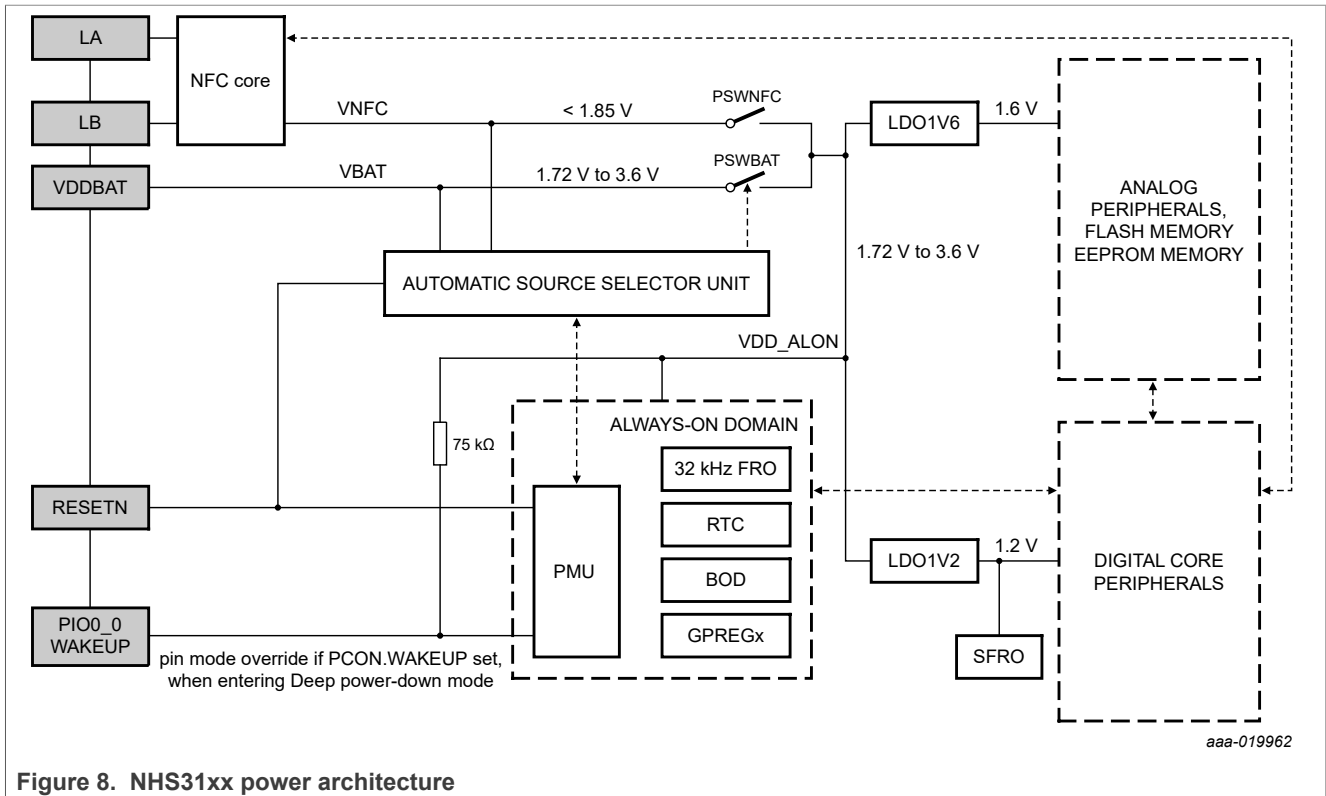 LA
NFC core
LB
VNFC
< 1.85 V
PSWNFC
LDO1V6
1.6 V
VDDBAT
VBAT
1.72 V to 3.6 V
PSWBAT
ANALOG
PERIPHERALS,
FLASH MEMORY
EEPROM MEMORY
1.72 V to 3.6 V
AUTOMATIC SOURCE SELECTOR UNIT
VDD_ALON
ALWAYS-ON DOMAIN
75 kΩ
32 kHz FRO
RESETN
RTC
PMU
BOD
LDO1V2
1.2 V
DIGITAL CORE
PERIPHERALS
GPREGx
PIO0_0
WAKEUP
SFRO
pin mode override if PCON.WAKEUP set,
when entering Deep power-down mode
aaa-019962
Figure 8. NHS31xx power architecture